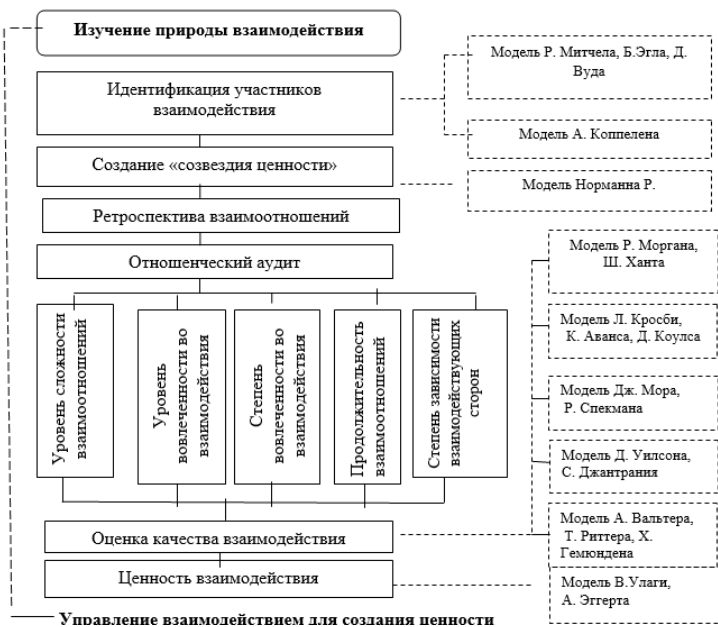 Изучение природы взаимодействия
Идентификация участников
взаимодействия
Создание «созвездия ценности»
Ретроспектива взаимоотношений
Отношенческий аудит
Уровень сложности
взаимоотношений
Уровень
вовлеченности во
взаимодействия
Степень
вовлеченности во
взаимодействия
Продолжительность
взаимоотношений
Степень зависимости
взаимодействующих
сторон
Оценка качества взаимодействия
Ценность взаимодействия
Управление взаимодействием для создания ценности
Модель Р. Митчела, Б.Эгла, Д.
Вуда
Модель А. Коппелена
Модель Норманна Р.
Модель Р. Моргана,
Ш. Ханта
Модель Л. Кросби,
К. Аванса, Д. Коулса
Модель Дж. Мора,
Р. Спекмана
Модель Д. Уилсона,
С. Джантрания
Модель А. Вальтера,
Т. Риттера, Х.
Гемюндена
Модель В.Улаги,
А. Эггерта